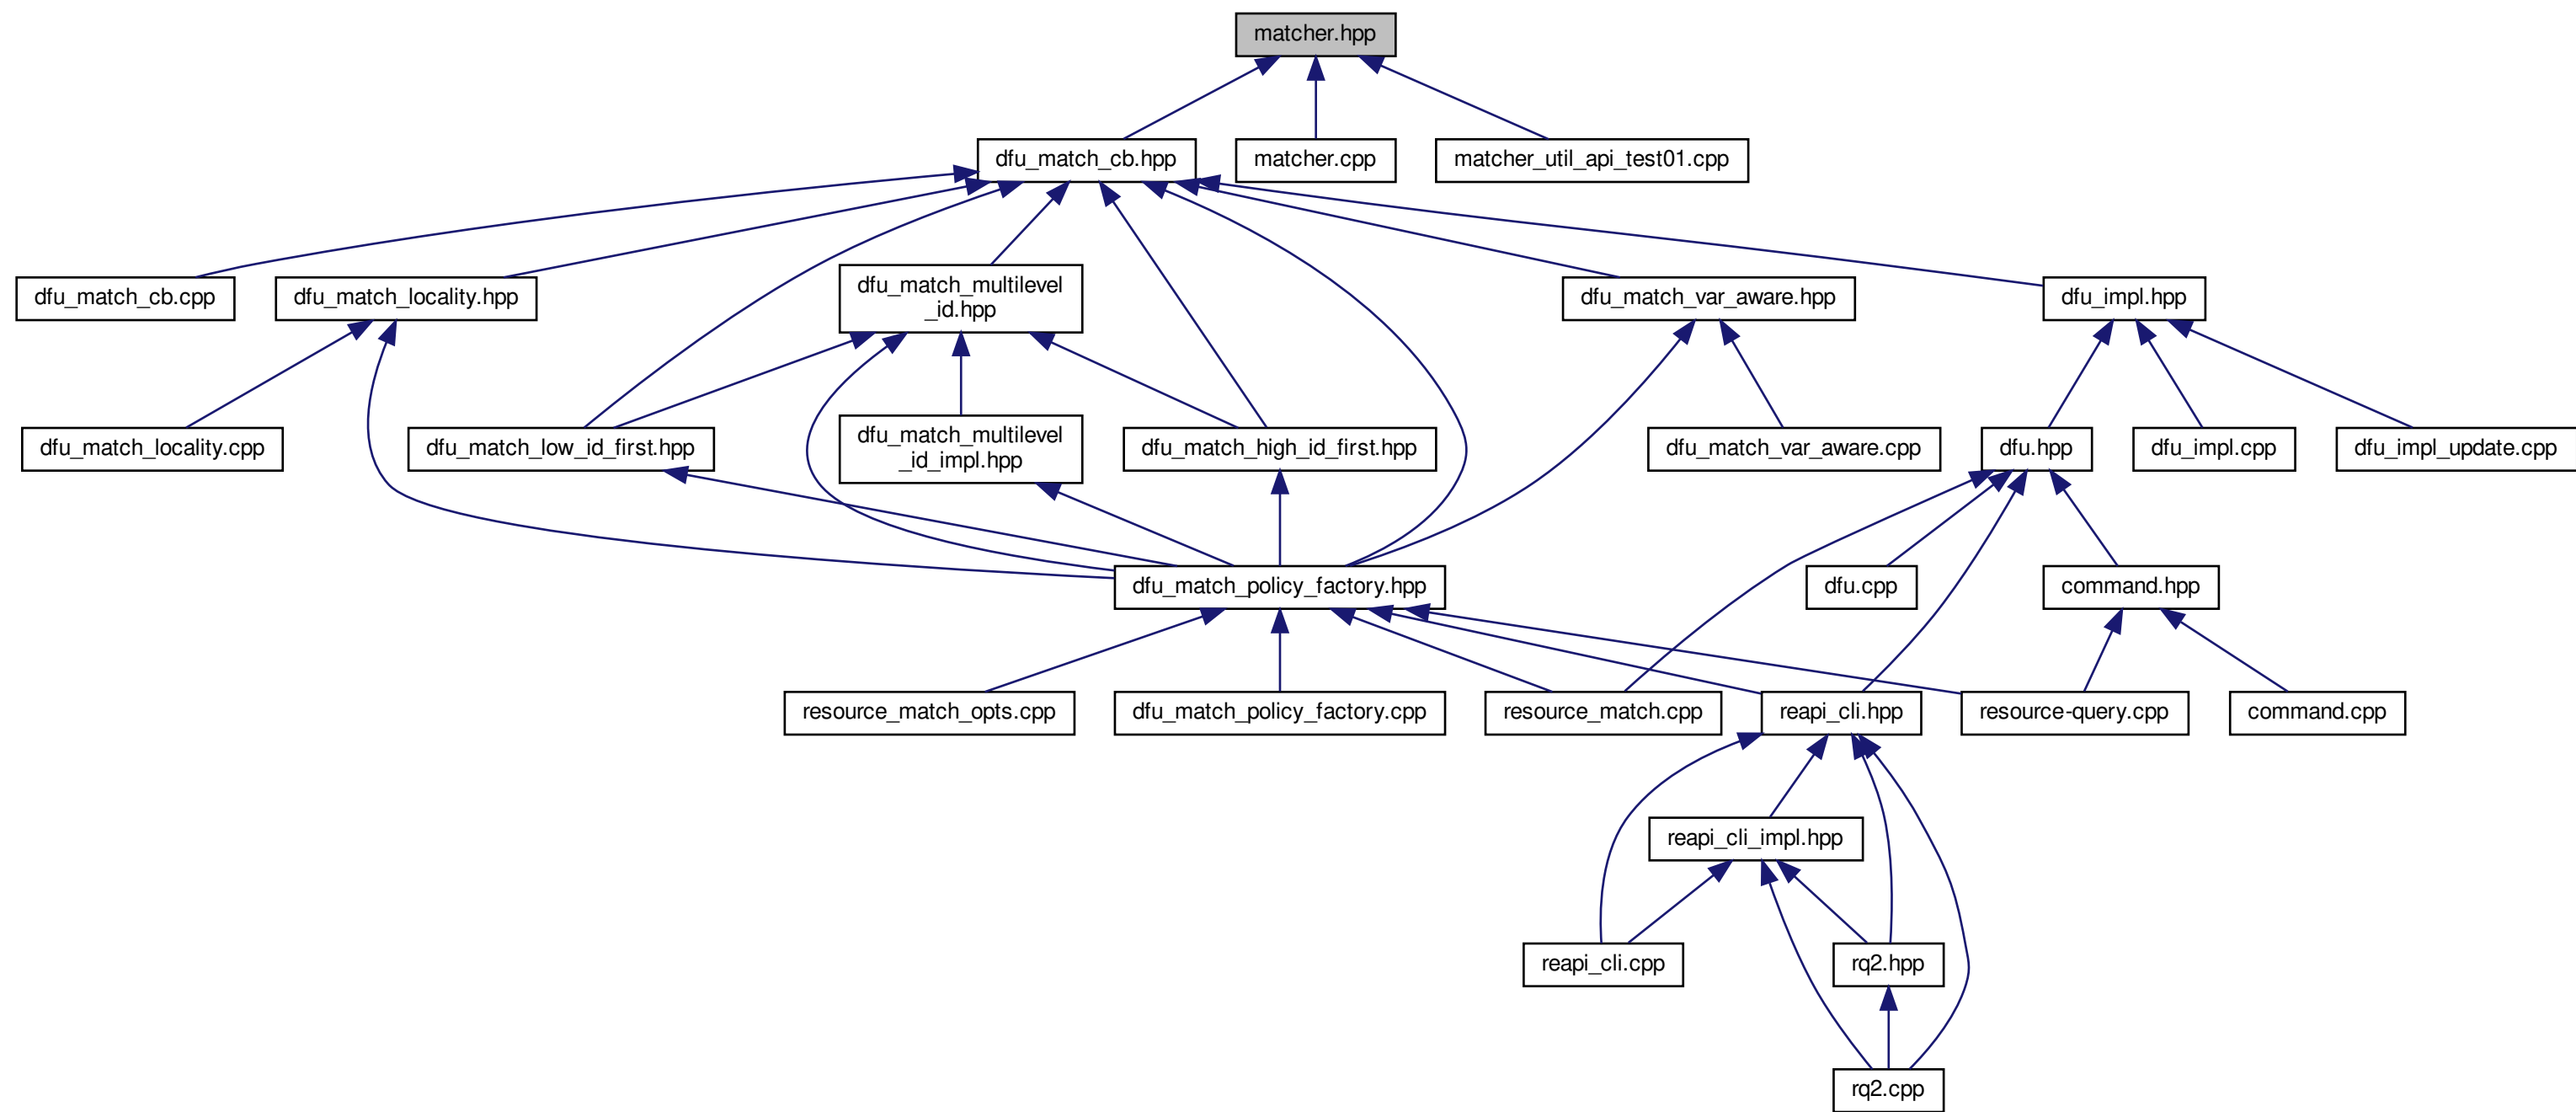 matcher.hpp
dfu_match_cb.hpp
matcher.cpp
matcher_util_api_test01.cpp
dfu_match_cb.cpp
dfu_match_locality.hpp
dfu_match_multilevel
_id.hpp
dfu_match_var_aware.hpp
dfu_impl.hpp
dfu_match_locality.cpp
dfu_match_low_id_first.hpp
dfu_match_multilevel
_id_impl.hpp
dfu_match_high_id_first.hpp
dfu_match_var_aware.cpp
dfu.hpp
dfu_impl.cpp
dfu_impl_update.cpp
dfu_match_policy_factory.hpp
dfu.cpp
command.hpp
resource_match_opts.cpp
dfu_match_policy_factory.cpp
resource_match.cpp
reapi_cli.hpp
resource-query.cpp
command.cpp
reapi_cli_impl.hpp
reapi_cli.cpp
rq2.hpp
rq2.cpp